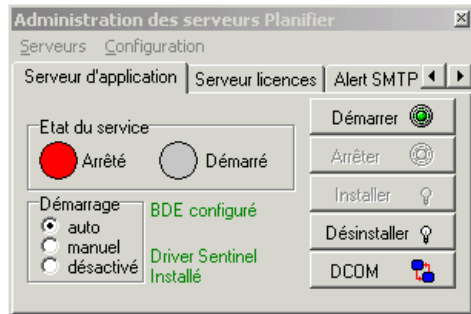 Administration des serveurs Planifier
Serveurs Configuration
Serveur d'application Serveur licences Alert SMTP
Etat du service
Arrêté Démarré
Démarrage
auto
manuel
désactivé
BDE configuré
Driver Sentinel
Installé
Démarrer
Arrêter
Installer
Désinstaller
DCOM